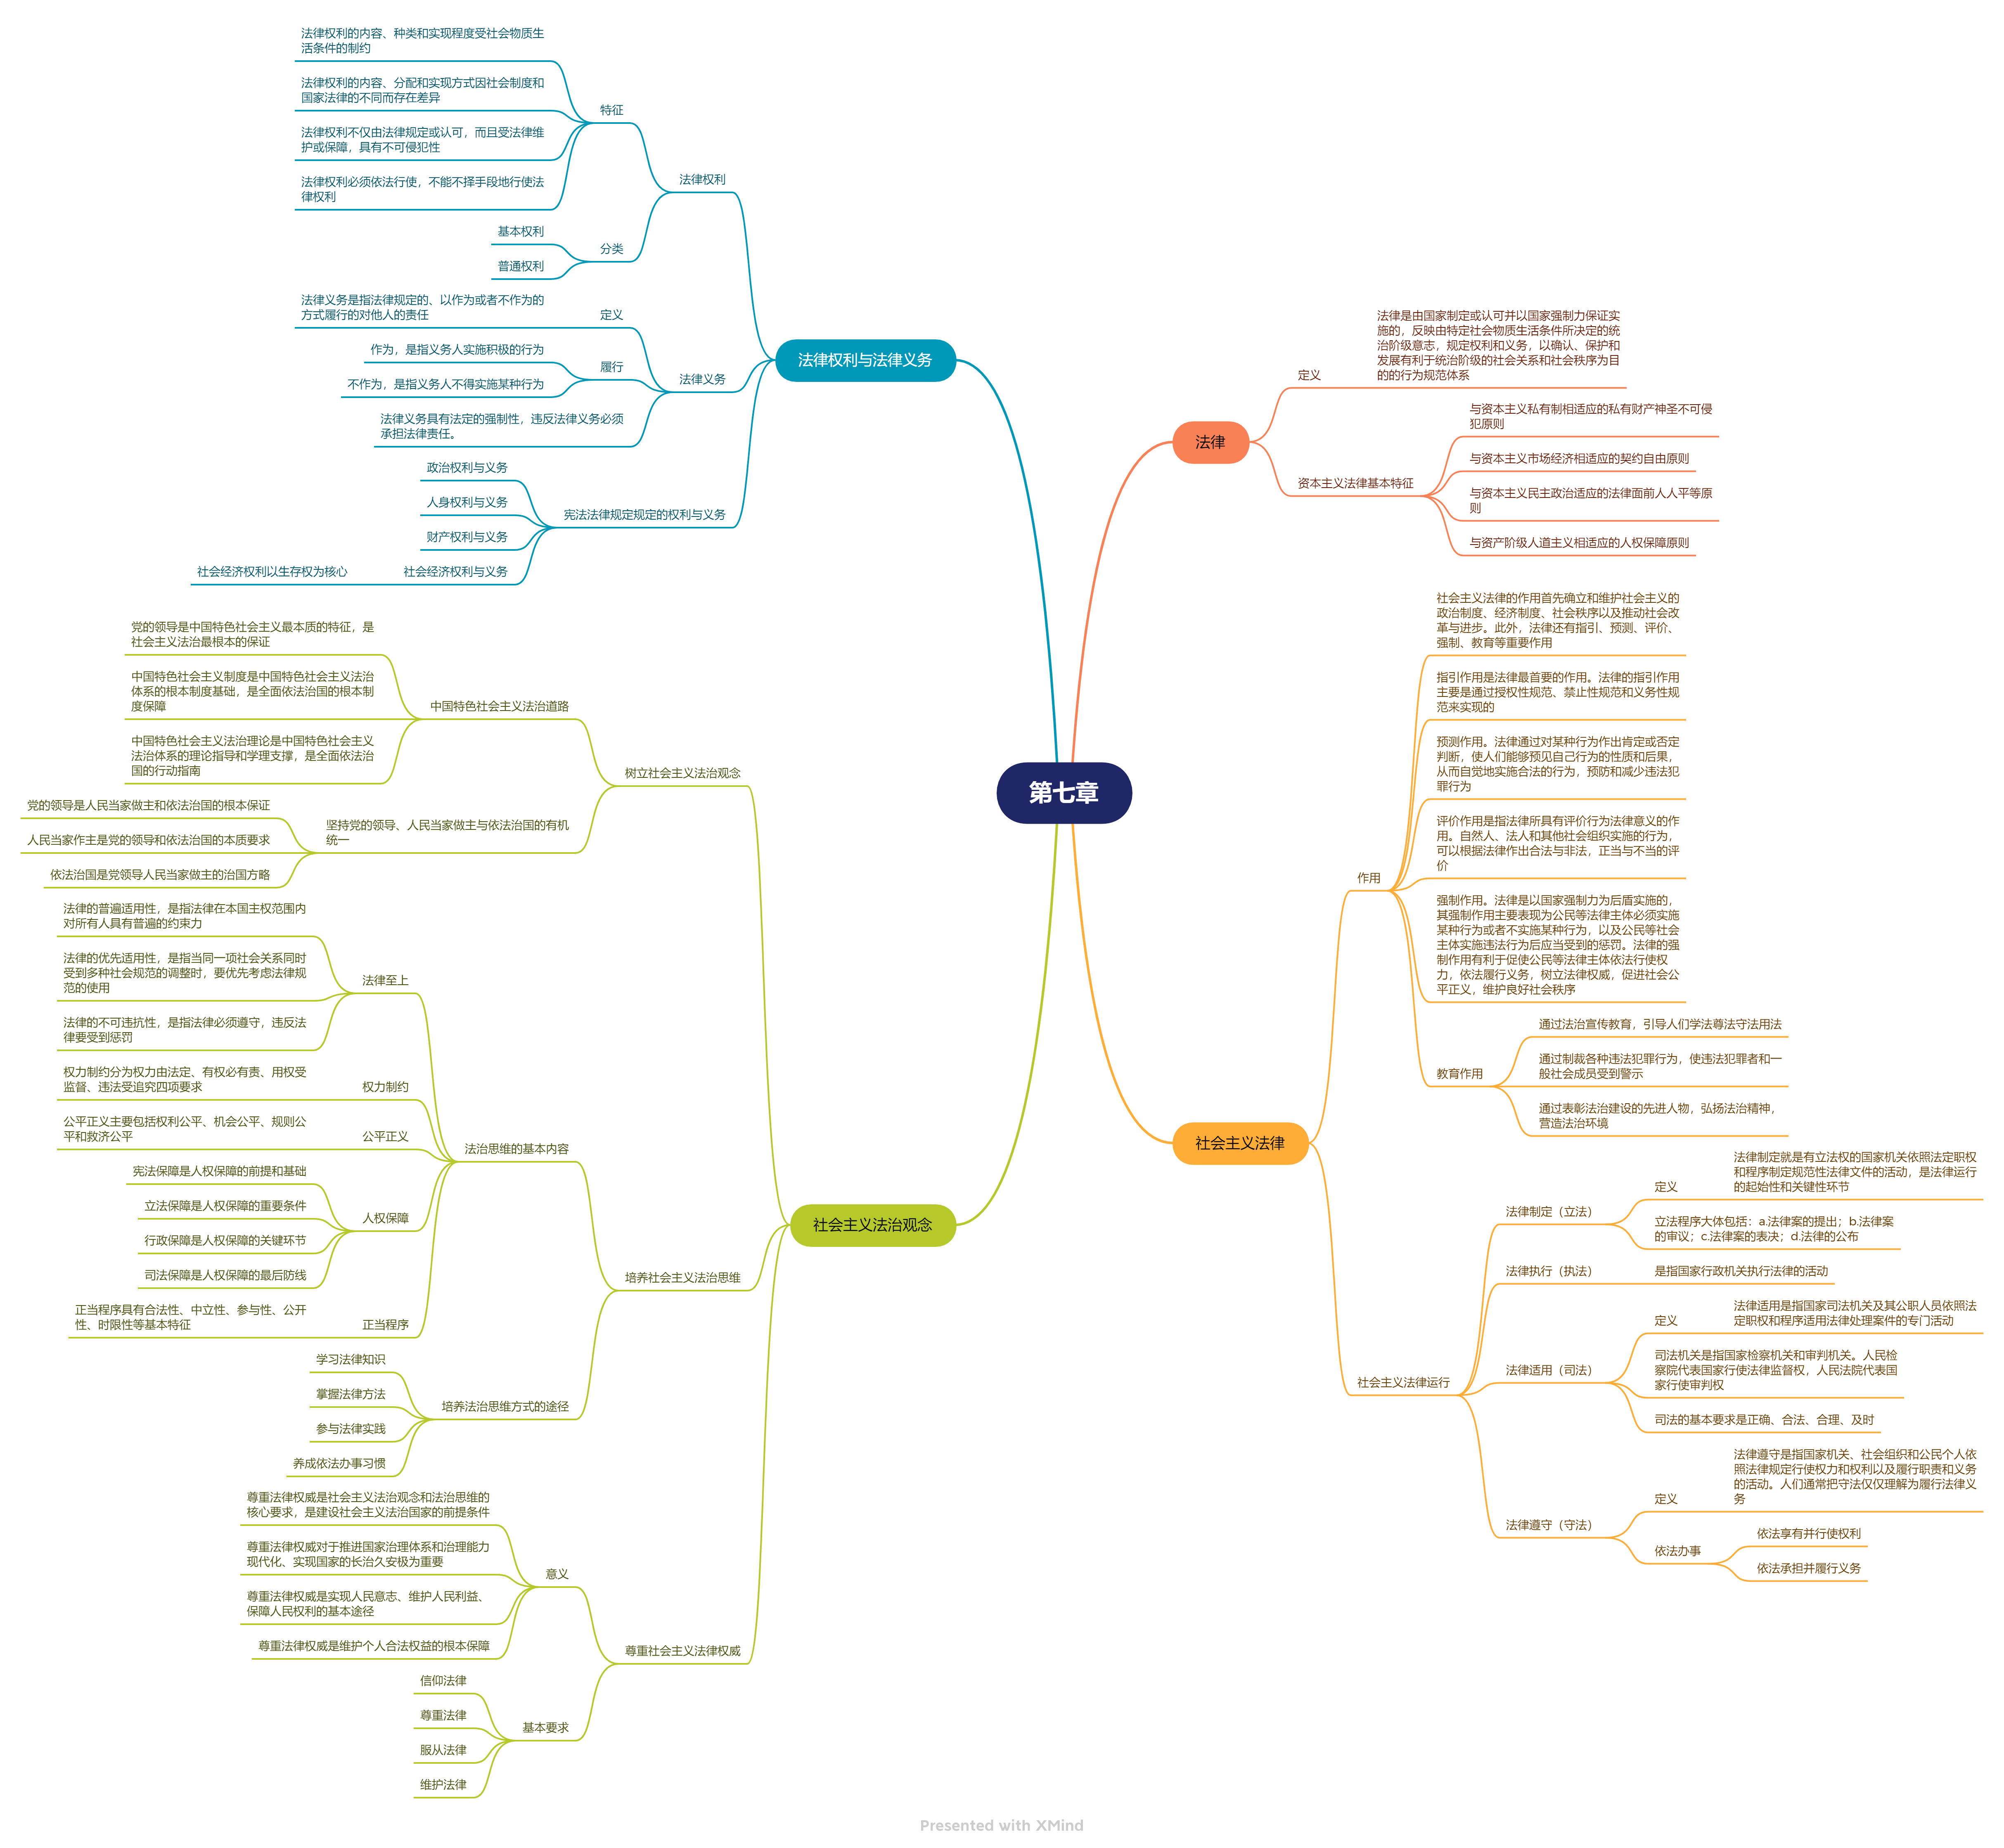 第七章
法律
定义
法律是由国家制定或认可并以国家强制力保证实
施的，反映由特定社会物质生活条件所决定的统
治阶级意志，规定权利和义务，以确认、保护和
发展有利于统治阶级的社会关系和社会秩序为目
的的行为规范体系
资本主义法律基本特征
与资本主义私有制相适应的私有财产神圣不可侵
犯原则
与资本主义市场经济相适应的契约自由原则
与资本主义民主政治适应的法律面前人人平等原
则
与资产阶级人道主义相适应的人权保障原则
社会主义法律
作用
社会主义法律的作用首先确立和维护社会主义的
政治制度、经济制度、社会秩序以及推动社会改
革与进步。此外，法律还有指引、预测、评价、
强制、教育等重要作用
指引作用是法律最首要的作用。法律的指引作用
主要是通过授权性规范、禁止性规范和义务性规
范来实现的
预测作用。法律通过对某种行为作出肯定或否定
判断，使人们能够预见自己行为的性质和后果，
从而自觉地实施合法的行为，预防和减少违法犯
罪行为
评价作用是指法律所具有评价行为法律意义的作
用。自然人、法人和其他社会组织实施的行为，
可以根据法律作出合法与非法，正当与不当的评
价
强制作用。法律是以国家强制力为后盾实施的，
其强制作用主要表现为公民等法律主体必须实施
某种行为或者不实施某种行为，以及公民等社会
主体实施违法行为后应当受到的惩罚。法律的强
制作用有利于促使公民等法律主体依法行使权
力，依法履行义务，树立法律权威，促进社会公
平正义，维护良好社会秩序
教育作用
通过法治宣传教育，引导人们学法尊法守法用法
通过制裁各种违法犯罪行为，使违法犯罪者和一
般社会成员受到警示
通过表彰法治建设的先进人物，弘扬法治精神，
营造法治环境
社会主义法律运行
法律制定（立法）
定义
法律制定就是有立法权的国家机关依照法定职权
和程序制定规范性法律文件的活动，是法律运行
的起始性和关键性环节
立法程序大体包括：a.法律案的提出；b.法律案
的审议；c.法律案的表决；d.法律的公布
法律执行（执法）
是指国家行政机关执行法律的活动
法律适用（司法）
定义
法律适用是指国家司法机关及其公职人员依照法
定职权和程序适用法律处理案件的专门活动
司法机关是指国家检察机关和审判机关。人民检
察院代表国家行使法律监督权，人民法院代表国
家行使审判权
司法的基本要求是正确、合法、合理、及时
法律遵守（守法）
定义
法律遵守是指国家机关、社会组织和公民个人依
照法律规定行使权力和权利以及履行职责和义务
的活动。人们通常把守法仅仅理解为履行法律义
务
依法办事
依法享有并行使权利
依法承担并履行义务
法律权利与法律义务
法律权利
特征
法律权利的内容、种类和实现程度受社会物质生
活条件的制约
法律权利的内容、分配和实现方式因社会制度和
国家法律的不同而存在差异
法律权利不仅由法律规定或认可，而且受法律维
护或保障，具有不可侵犯性
法律权利必须依法行使，不能不择手段地行使法
律权利
分类
基本权利
普通权利
法律义务
定义
法律义务是指法律规定的、以作为或者不作为的
方式履行的对他人的责任
履行
作为，是指义务人实施积极的行为
不作为，是指义务人不得实施某种行为
法律义务具有法定的强制性，违反法律义务必须
承担法律责任。
宪法法律规定规定的权利与义务
政治权利与义务
人身权利与义务
财产权利与义务
社会经济权利与义务
社会经济权利以生存权为核心
社会主义法治观念
树立社会主义法治观念
中国特色社会主义法治道路
党的领导是中国特色社会主义最本质的特征，是
社会主义法治最根本的保证
中国特色社会主义制度是中国特色社会主义法治
体系的根本制度基础，是全面依法治国的根本制
度保障
中国特色社会主义法治理论是中国特色社会主义
法治体系的理论指导和学理支撑，是全面依法治
国的行动指南
坚持党的领导、人民当家做主与依法治国的有机
统一
党的领导是人民当家做主和依法治国的根本保证
人民当家作主是党的领导和依法治国的本质要求
依法治国是党领导人民当家做主的治国方略
培养社会主义法治思维
法治思维的基本内容
法律至上
法律的普遍适用性，是指法律在本国主权范围内
对所有人具有普遍的约束力
法律的优先适用性，是指当同一项社会关系同时
受到多种社会规范的调整时，要优先考虑法律规
范的使用
法律的不可违抗性，是指法律必须遵守，违反法
律要受到惩罚
权力制约
权力制约分为权力由法定、有权必有责、用权受
监督、违法受追究四项要求
公平正义
公平正义主要包括权利公平、机会公平、规则公
平和救济公平
人权保障
宪法保障是人权保障的前提和基础
立法保障是人权保障的重要条件
行政保障是人权保障的关键环节
司法保障是人权保障的最后防线
正当程序
正当程序具有合法性、中立性、参与性、公开
性、时限性等基本特征
培养法治思维方式的途径
学习法律知识
掌握法律方法
参与法律实践
养成依法办事习惯
尊重社会主义法律权威
意义
尊重法律权威是社会主义法治观念和法治思维的
核心要求，是建设社会主义法治国家的前提条件
尊重法律权威对于推进国家治理体系和治理能力
现代化、实现国家的长治久安极为重要
尊重法律权威是实现人民意志、维护人民利益、
保障人民权利的基本途径
尊重法律权威是维护个人合法权益的根本保障
基本要求
信仰法律
尊重法律
服从法律
维护法律
Presented with XMind